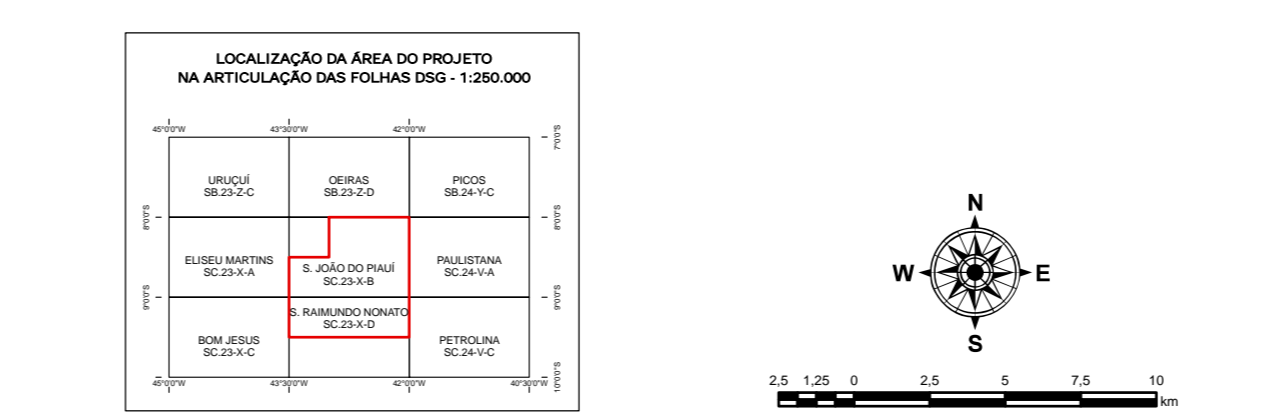 LOCALIZAÇÃO DA ÁREA DO PROJETO
NA ARTICULAÇÃO DAS FOLHAS DSG - 1:250.000
45°0'0"W 43°30'0"W 42°0'0"W
7°0'0"S
URUÇUÍ
SB.23-Z-C
OEIRAS
SB.23-Z-D
PICOS
SB.24-Y-C
8°0'0"S
8°0'0"S
ELISEU MARTINS
SC.23-X-A
S. JOÃO DO PIAUÍ
SC.23-X-B
PAULISTANA
SC.24-V-A
9°0'0"S
9°0'0"S
S. RAIMUNDO NONATO
SC.23-X-D
BOM JESUS
SC.23-X-C
PETROLINA
SC.24-V-C
45°0'0"W 43°30'0"W 42°0'0"W 40°30'0"W
10°0'0"S
N
W E
S
2,5 1,25 0 2,5 5 7,5 10
km